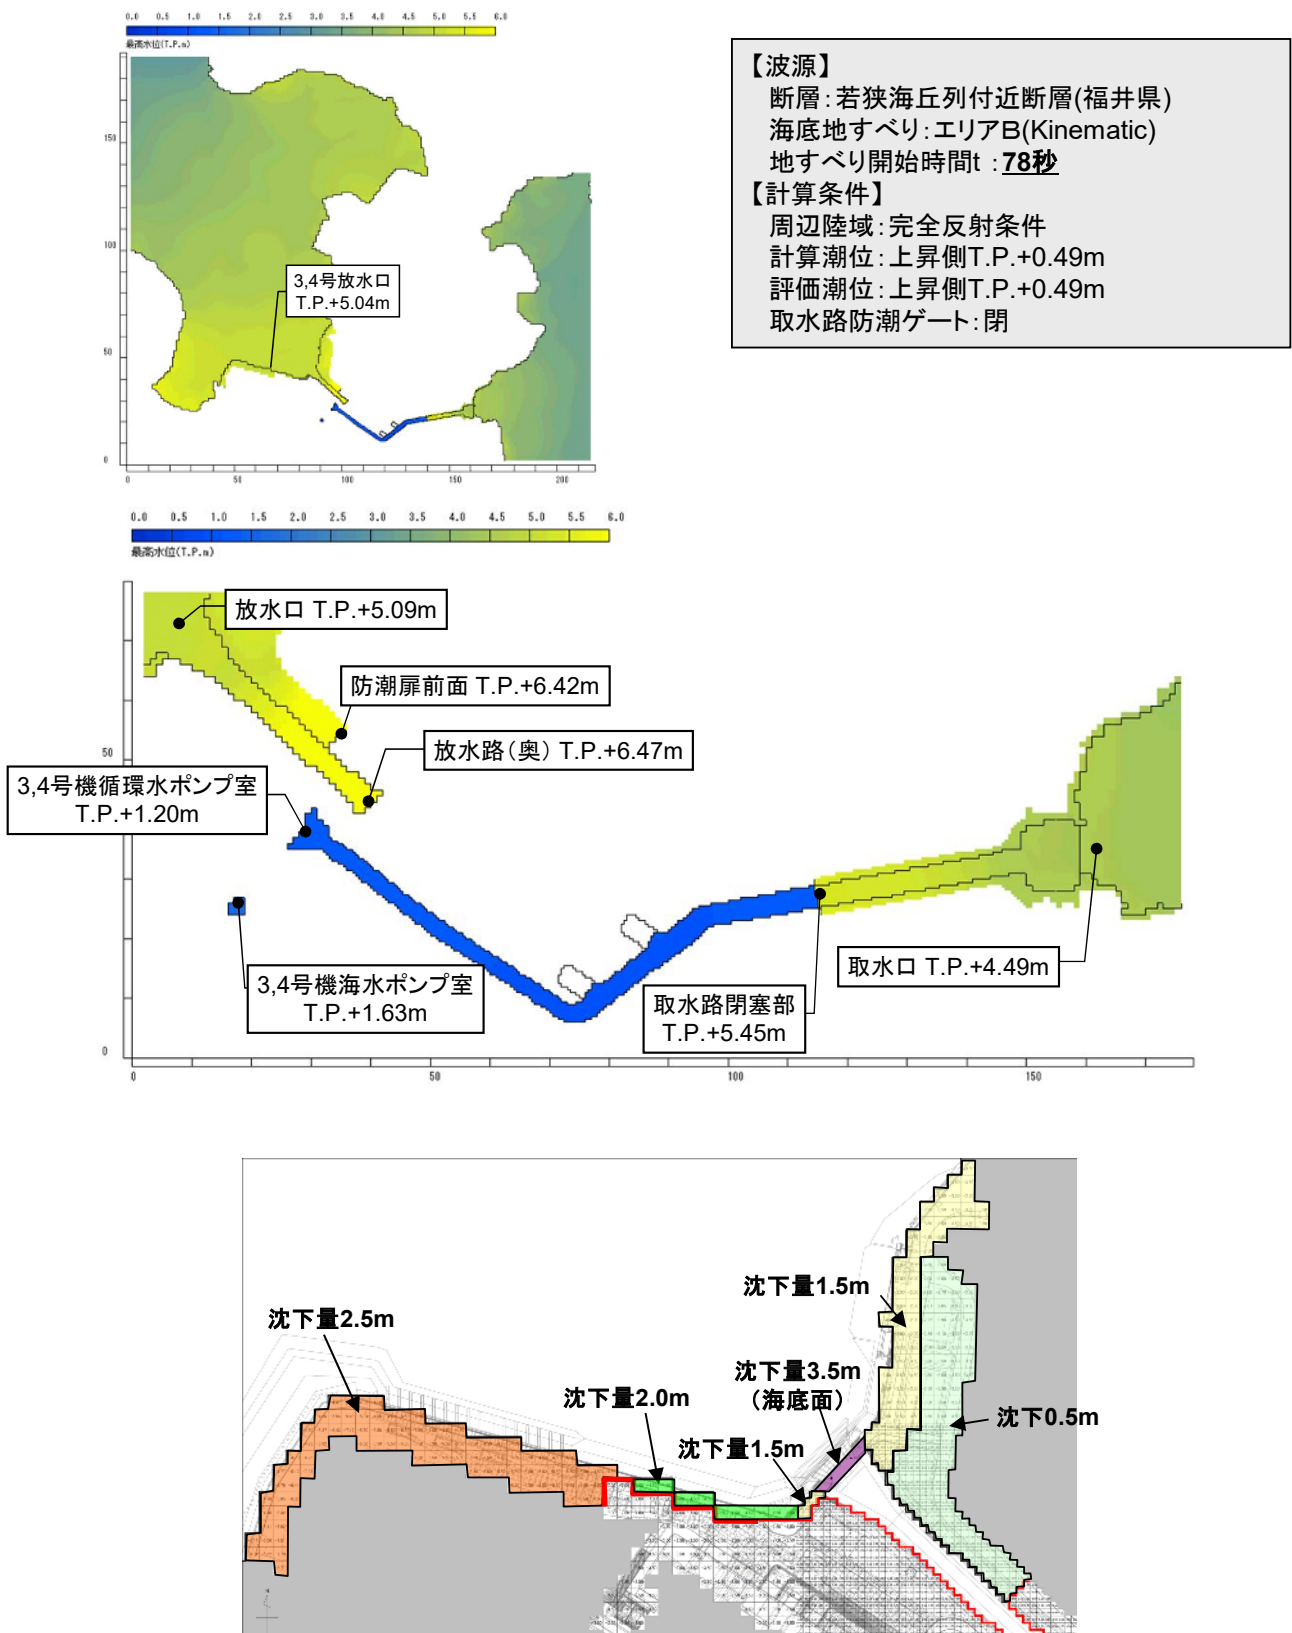 0.0 0.5 1.0 1.5 2.0 2.5 3.0 3.5 4.0 4.5 5.0 5.5 6.0
最高水位(T.P.m)
150
100
50
0
0 50 100 150 200
3,4号放水口
T.P.+5.04m
【波源】
断層：若狭海丘列付近断層(福井県)
海底地すべり：エリアB(Kinematic)
地すべり開始時間t ：78秒
【計算条件】
周辺陸域：完全反射条件
計算潮位：上昇側T.P.+0.49m
評価潮位：上昇側T.P.+0.49m
取水路防潮ゲート：閉
0.0 0.5 1.0 1.5 2.0 2.5 3.0 3.5 4.0 4.5 5.0 5.5 6.0
最高水位(T.P.m)
放水口 T.P.+5.09m
防潮扉前面 T.P.+6.42m
放水路（奥） T.P.+6.47m
50
3,4号機循環水ポンプ室
T.P.+1.20m
3,4号機海水ポンプ室
T.P.+1.63m
取水路閉塞部
T.P.+5.45m
取水口 T.P.+4.49m
0
0 50 100 150
沈下量2.5m
沈下量2.0m
沈下量1.5m
沈下量3.5m
（海底面）
沈下量1.5m
沈下0.5m